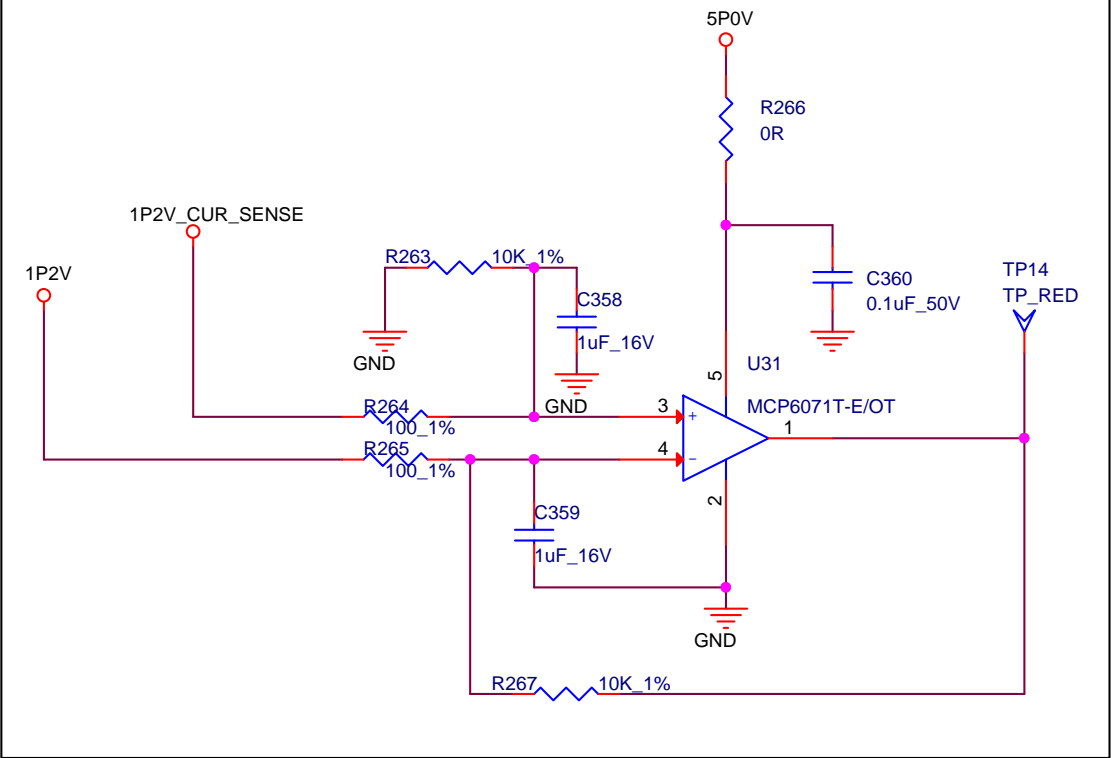 5P0V
R266
0R
1P2V_CUR_SENSE
R263
10K_1%
1P2V
C358
1uF_16V
C360
0.1uF_50V
TP14
TP_RED
GND
GND
5
U31
R264
100_1%
3
+
MCP6071T-E/OT
1
R265
100_1%
4
-
2
C359
1uF_16V
GND
R267
10K_1%